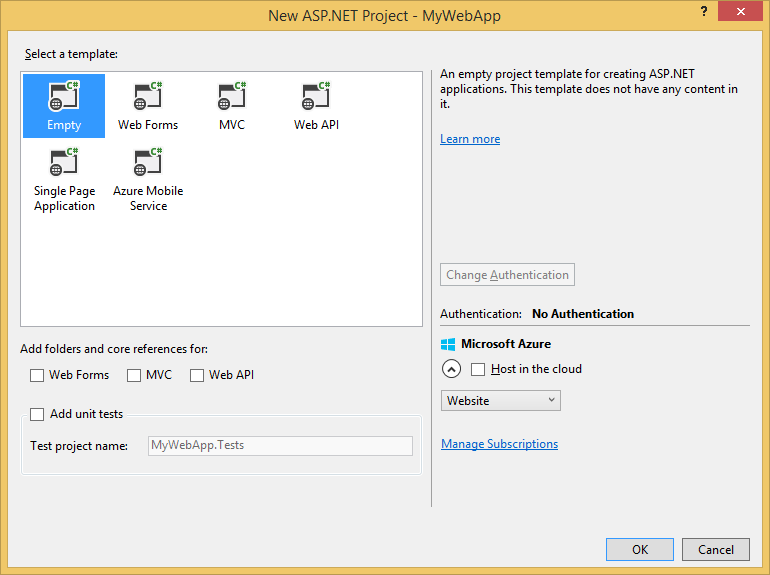 New ASP.NET Project - MyWebApp
?
Select a template:
C#
Empty
C#
Web Forms
C#
MVC
C#
Web API
C#
Single Page
Application
C#
Azure Mobile
Service
An empty project template for creating ASP.NET
applications. This template does not have any content in
it.
Learn more
Change Authentication
Authentication: No Authentication
Add folders and core references for:
Web Forms
MVC
Web API
Add unit tests
Test project name: MyWebApp.Tests
Microsoft Azure
Host in the cloud
Website
Manage Subscriptions
OK
Cancel